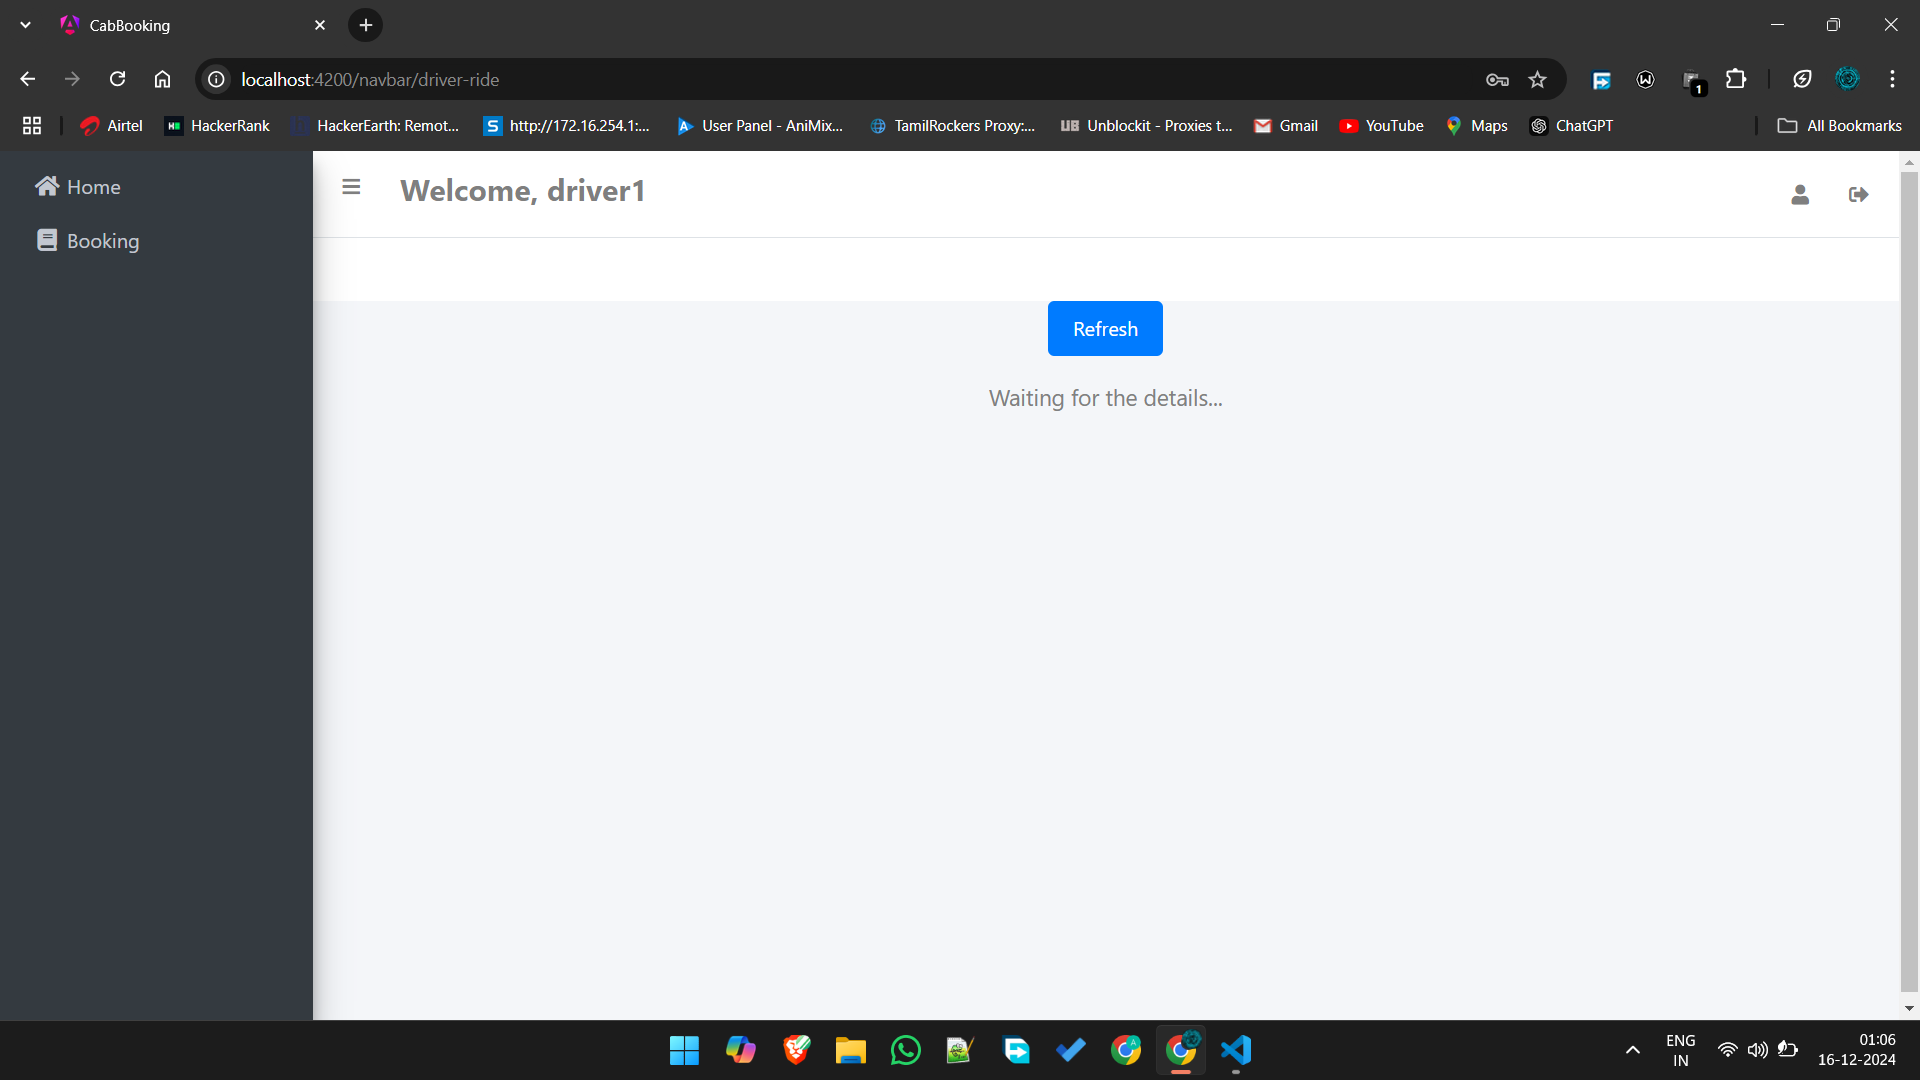 CabBooking
localhost:4200/navbar/driver-ride
1
Airtel
HackerRank
HackerEarth: Remot...
http://172.16.254.1:...
User Panel - AniMix...
TamilRockers Proxy:...
Unblockit - Proxies t...
Gmail
YouTube
Maps
ChatGPT
All Bookmarks
Home
Booking
Welcome, driver1
Refresh
Waiting for the details...
ENG
IN
01:06
16-12-2024